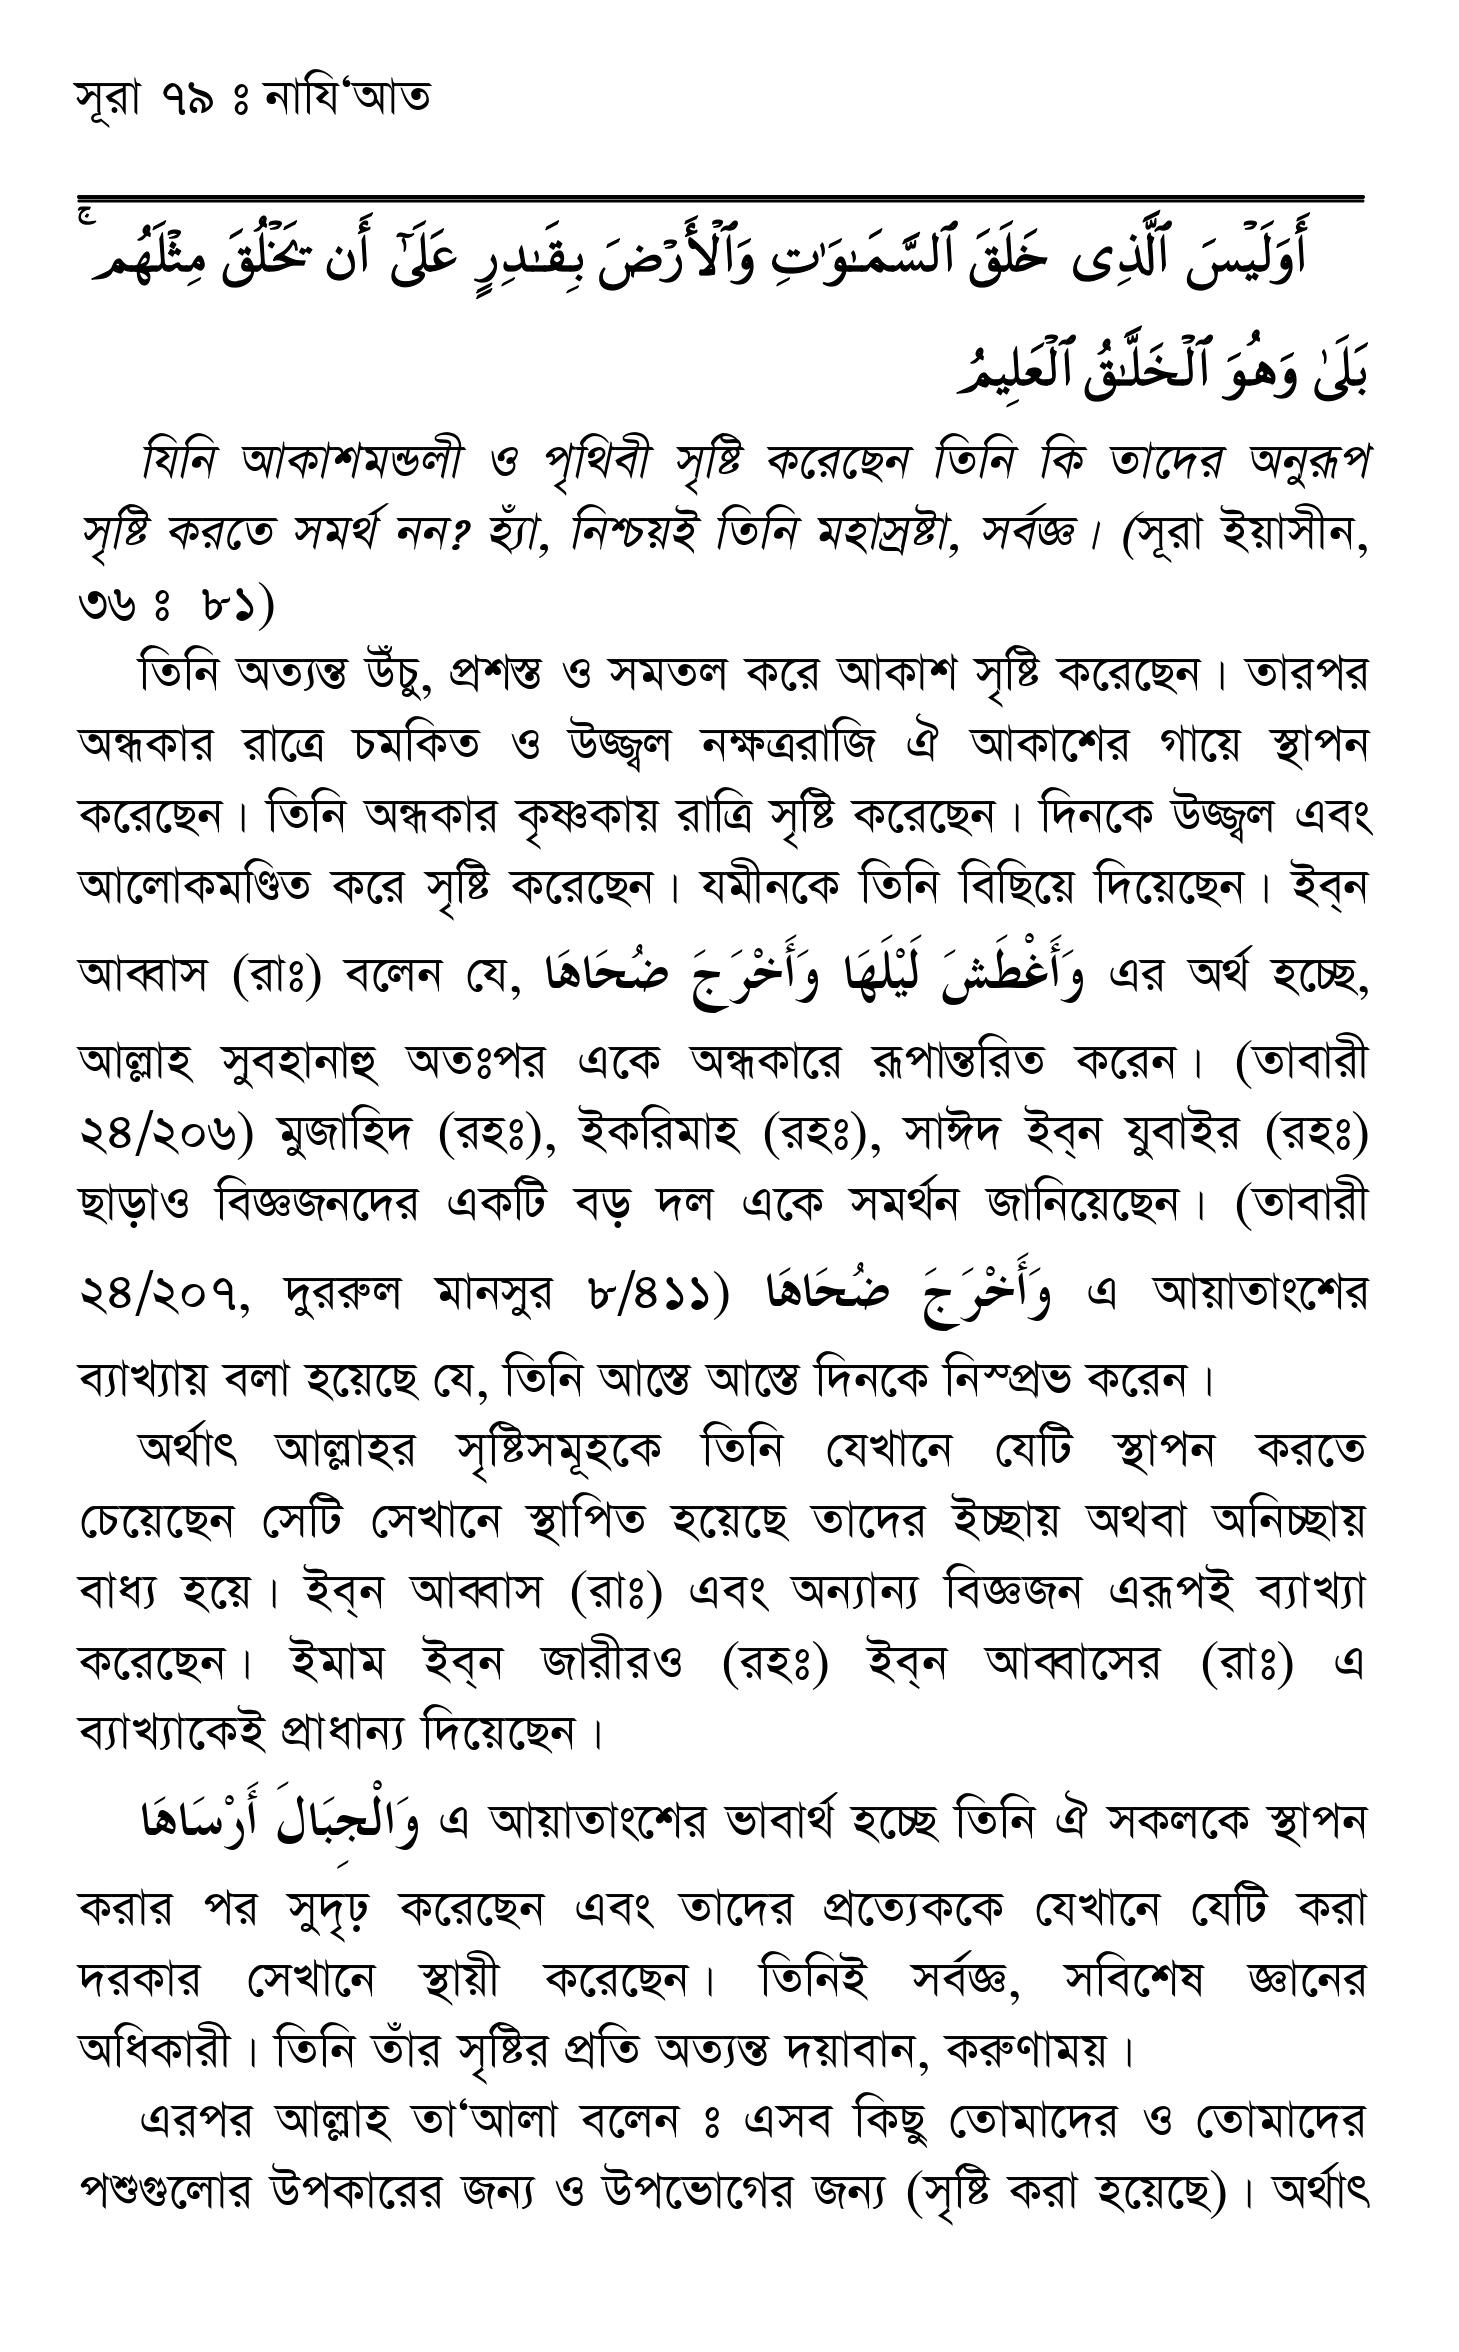 সূরা ৭৯ ঃ নাযি‘আত
أَوَلَيْسَ ٱلَّذِى خَلَقَ ٱلسَّمَـٰوَٰتِ وَٱلْأَرْضَ بِقَـٰدِرٍ عَلَىٰٓ أَن تَخْلُقَ مِثْلَهُم ۚ
بَلَىٰ وَهُوَ ٱلْخَلَّـٰقُ ٱلْعَلِيمُ
যিনি আকাশমন্ডলী ও পৃথিবী সৃষ্টি করেছেন তিনি কি তাদের অনুরূপ
সৃষ্টি করতে সমর্থ নন? হ্যাঁ, নিশ্চয়ই তিনি মহাস্রষ্টা, সর্বজ্ঞ। (সূরা ইয়াসীন,
৩৬ ঃ ৮১)
তিনি অত্যন্ত উঁচু, প্রশস্ত ও সমতল করে আকাশ সৃষ্টি করেছেন। তারপর
অন্ধকার রাত্রে চমকিত ও উজ্জ্বল নক্ষত্ররাজি ঐ আকাশের গায়ে স্থাপন
করেছেন। তিনি অন্ধকার কৃষ্ণকায় রাত্রি সৃষ্টি করেছেন। দিনকে উজ্জ্বল এবং
আলোকমণ্ডিত করে সৃষ্টি করেছেন। যমীনকে তিনি বিছিয়ে দিয়েছেন। ইব্‌ন
আব্বাস (রাঃ) বলেন যে, وَأَغْطَشَ لَيْلَهَا وَأَخْرَجَ ضُحَاهَا এর অর্থ হচ্ছে,
আল্লাহ সুবহানাহু অতঃপর একে অন্ধকারে রূপান্তরিত করেন। (তাবারী
২৪/২০৬) মুজাহিদ (রহঃ), ইকরিমাহ (রহঃ), সাঈদ ইব্‌ন যুবাইর (রহঃ)
ছাড়াও বিজ্ঞজনদের একটি বড় দল একে সমর্থন জানিয়েছেন। (তাবারী
২৪/২০৭, দুররুল মানসুর ৮/৪১১) وَأَخْرَجَ ضُحَاهَا এ আয়াতাংশের
ব্যাখ্যায় বলা হয়েছে যে, তিনি আস্তে আস্তে দিনকে নিস্প্রভ করেন।
অর্থাৎ আল্লাহর সৃষ্টিসমূহকে তিনি যেখানে যেটি স্থাপন করতে
চেয়েছেন সেটি সেখানে স্থাপিত হয়েছে তাদের ইচ্ছায় অথবা অনিচ্ছায়
বাধ্য হয়ে। ইব্‌ন আব্বাস (রাঃ) এবং অন্যান্য বিজ্ঞজন এরূপই ব্যাখ্যা
করেছেন। ইমাম ইব্‌ন জারীরও (রহঃ) ইব্‌ন আব্বাসের (রাঃ) এ
ব্যাখ্যাকেই প্রাধান্য দিয়েছেন।
وَالْجِبَالَ أَرْسَاهَا এ আয়াতাংশের ভাবার্থ হচ্ছে তিনি ঐ সকলকে স্থাপন
করার পর সুদৃঢ় করেছেন এবং তাদের প্রত্যেককে যেখানে যেটি করা
দরকার সেখানে স্থায়ী করেছেন। তিনিই সর্বজ্ঞ, সবিশেষ জ্ঞানের
অধিকারী। তিনি তাঁর সৃষ্টির প্রতি অত্যন্ত দয়াবান, করুণাময়।
এরপর আল্লাহ তা‘আলা বলেন ঃ এসব কিছু তোমাদের ও তোমাদের
পশুগুলোর উপকারের জন্য ও উপভোগের জন্য (সৃষ্টি করা হয়েছে)। অর্থাৎ